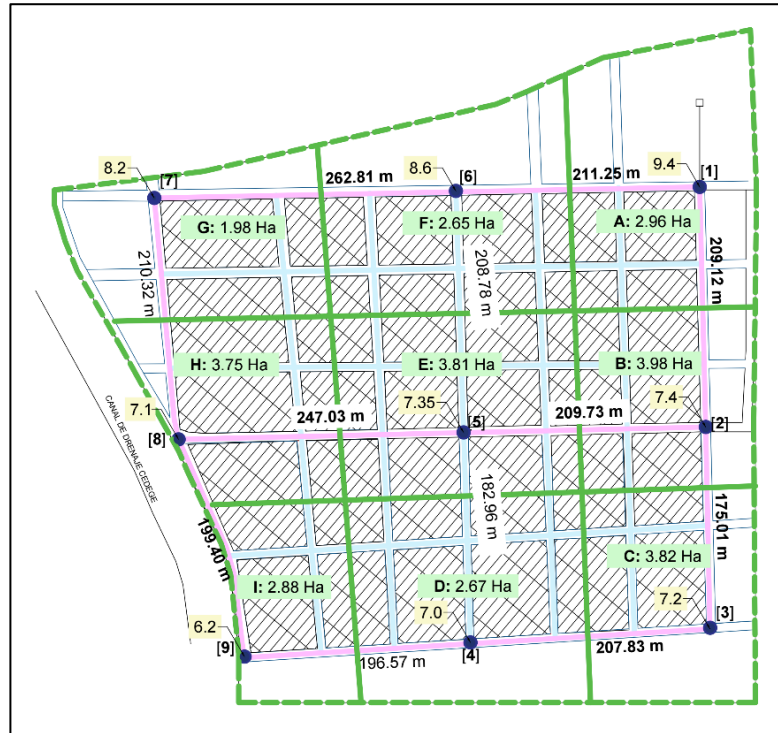 8.2
[7]
262.81 m
8.6
[6]
211.25 m
9.4
[1]
G: 1.98 Ha
F: 2.65 Ha
A: 2.96 Ha
210.32 m
208.78 m
209.12 m
H: 3.75 Ha
E: 3.81 Ha
B: 3.98 Ha
CANAL DE DRENAJE CEDEGE
7.1
[8]
247.03 m
7.35
[5]
209.73 m
7.4
[2]
199.40 m
182.96 m
175.01 m
I: 2.88 Ha
D: 2.67 Ha
C: 3.82 Ha
6.2
[9]
196.57 m
7.0
[4]
207.83 m
7.2
[3]